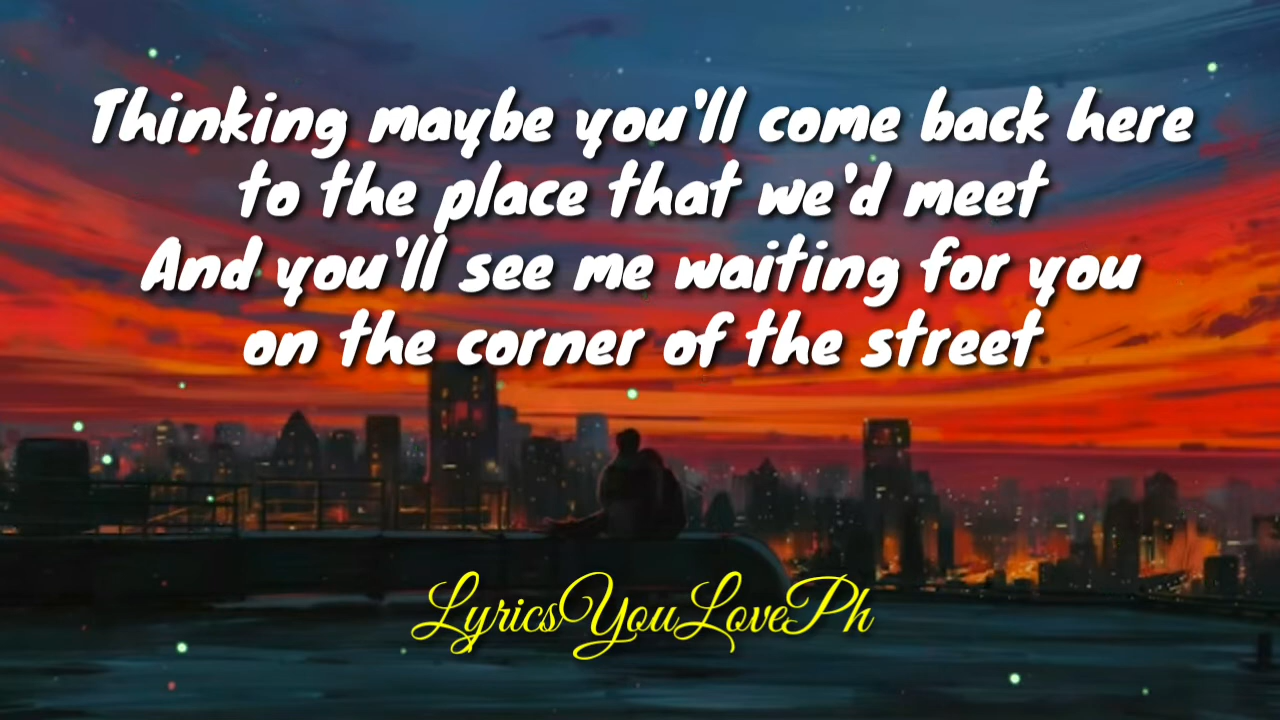 Thinking maybe you'll come back here
to the place that we'd meet
And you'll see me waiting for you
on the corner of the street
LyricsYouLovePh